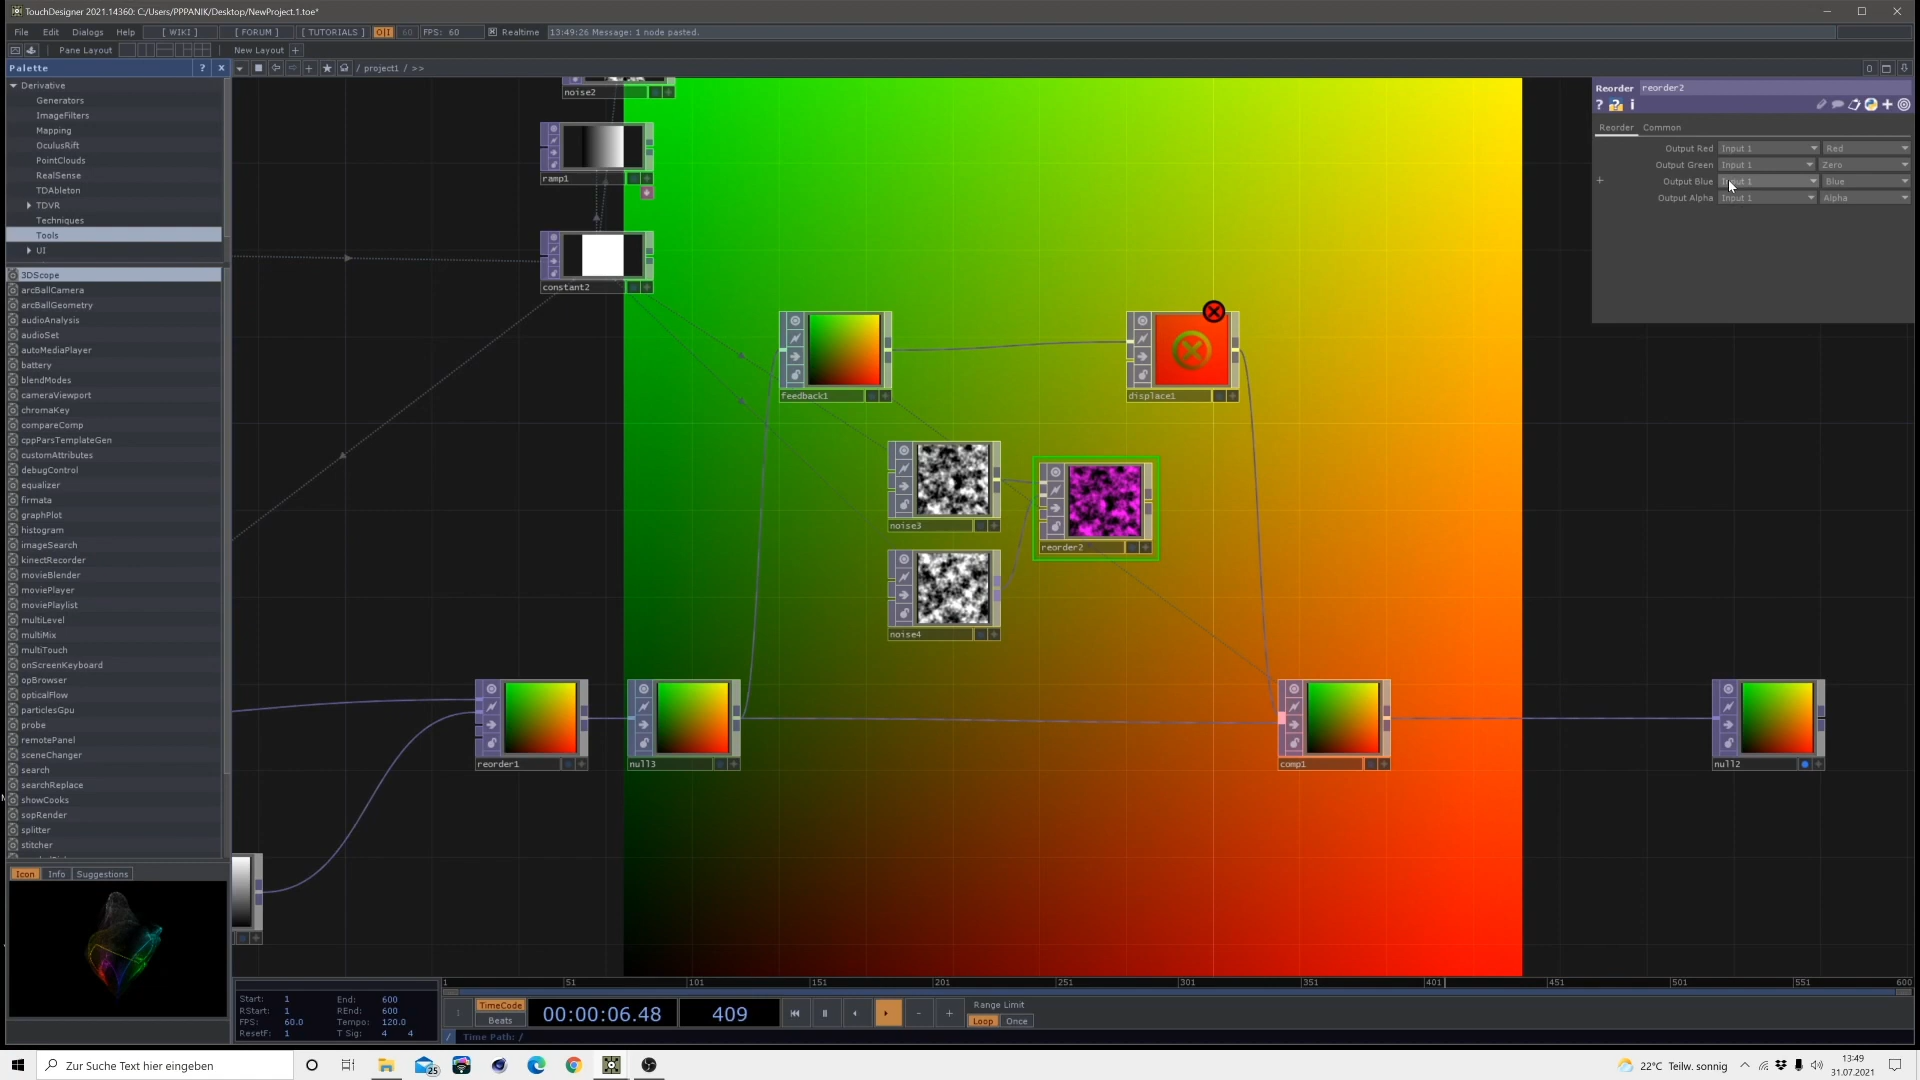 TouchDesigner 2021.14360: C:/Users/PPPANIK/Desktop/NewProject.1.toe*
File Edit Dialogs Help [ WIKI ] [ FORUM ] [ TUTORIALS ] O|I 60 FPS: 60 Realtime 13:49:26 Message: 1 node pasted.
Pane Layout New Layout +
Palette ? x / project1 / >>
Derivative
Generators
ImageFilters
Mapping
OculusRift
PointClouds
RealSense
TDAbleton
TDVR
Techniques
Tools
UI
3DScope
arcBallCamera
arcBallGeometry
audioAnalysis
audioSet
autoMediaPlayer
battery
blendModes
cameraViewport
chromaKey
compareComp
cppParsTemplateGen
customAttributes
debugControl
equalizer
firmata
graphPlot
histogram
imageSearch
kinectRecorder
movieBlender
moviePlayer
moviePlaylist
multiLevel
multiMix
multiTouch
onScreenKeyboard
opBrowser
opticalFlow
particlesGpu
probe
remotePanel
sceneChanger
search
searchReplace
showCooks
sopRender
splitter
stitcher
Icon Info Suggestions
noise2
ramp1
constant2
feedback1
displace1
noise3
reorder2
noise4
reorder1
null3
comp1
null2
Reorder reorder2
? i
Reorder Common
Output Red Input 1 Red
Output Green Input 1 Zero
Output Blue Input 1 Blue
Output Alpha Input 1 Alpha
1 51 101 151 201 251 301 351 401 451 501 551 600
Start: 1 End: 600
RStart: 1 REnd: 600
FPS: 60.0 Tempo: 120.0
ResetF: 1 T Sig: 4 4
TimeCode
Beats
00:00:06.48 409
- +
Range Limit
Loop Once
/ Time Path: /
Zur Suche Text hier eingeben
25
22°C Teilw. sonnig
13:49
31.07.2021